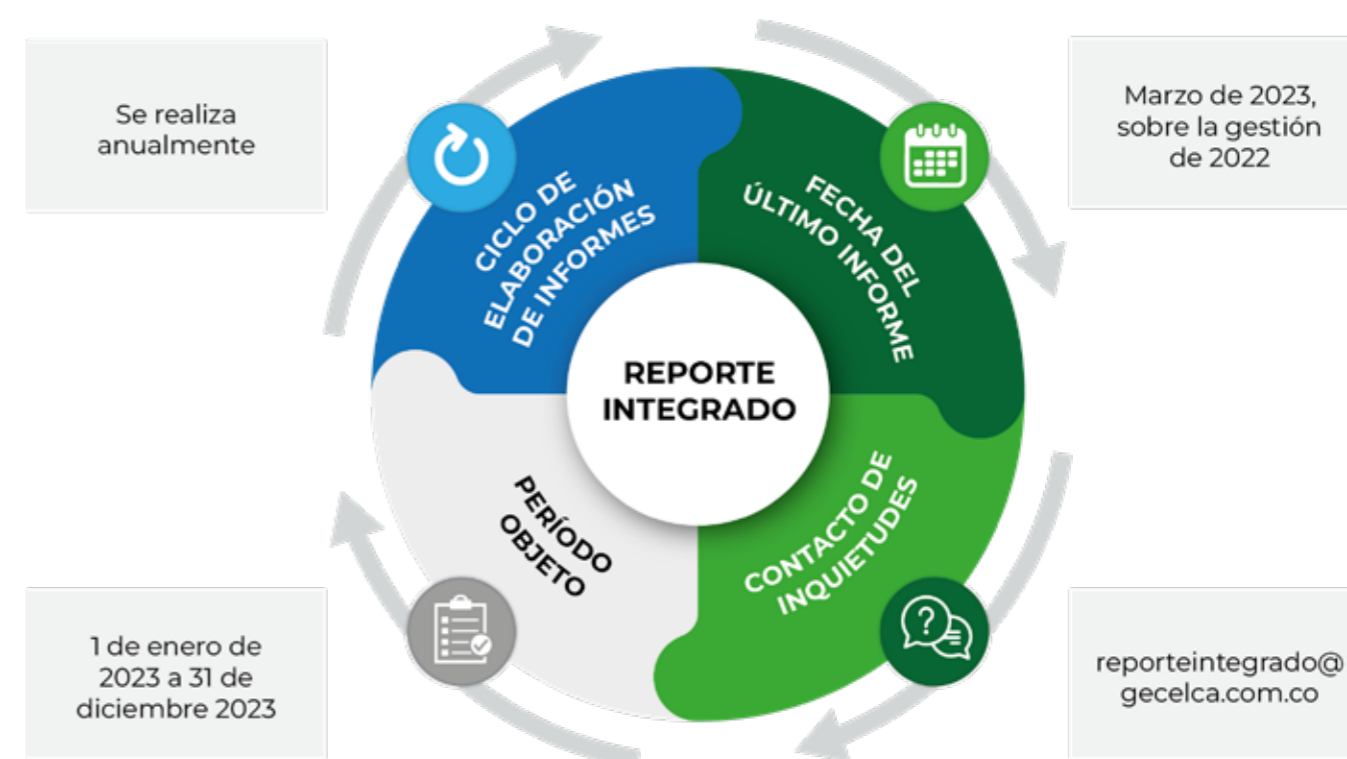 Se realiza
anualmente
CICLO DE
ELABORACIÓN
DE INFORMES
FECHA DEL
ÚLTIMO INFORME
Marzo de 2023,
sobre la gestión
de 2022
REPORTE
INTEGRADO
PERÍODO
OBJETO
1 de enero de
2023 a 31 de
diciembre 2023
CONTACTO DE
INQUIETUDES
?
reporteintegrado@
gecelca.com.co